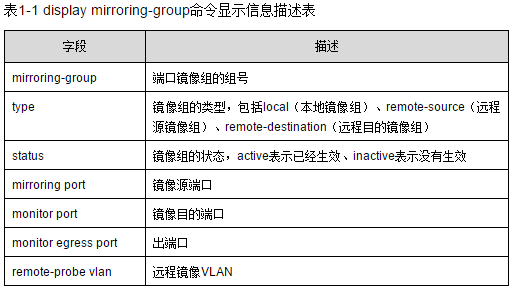 表1-1 display mirroring-group命令显示信息描述表
字段 描述
mirroring-group 端口镜像组的组号
type 镜像组的类型，包括local（本地镜像组）、remote-source（远程
源镜像组）、remote-destination（远程目的镜像组）
status 镜像组的状态，active表示已经生效、inactive表示没有生效
mirroring port 镜像源端口
monitor port 镜像目的端口
monitor egress port 出端口
remote-probe vlan 远程镜像VLAN